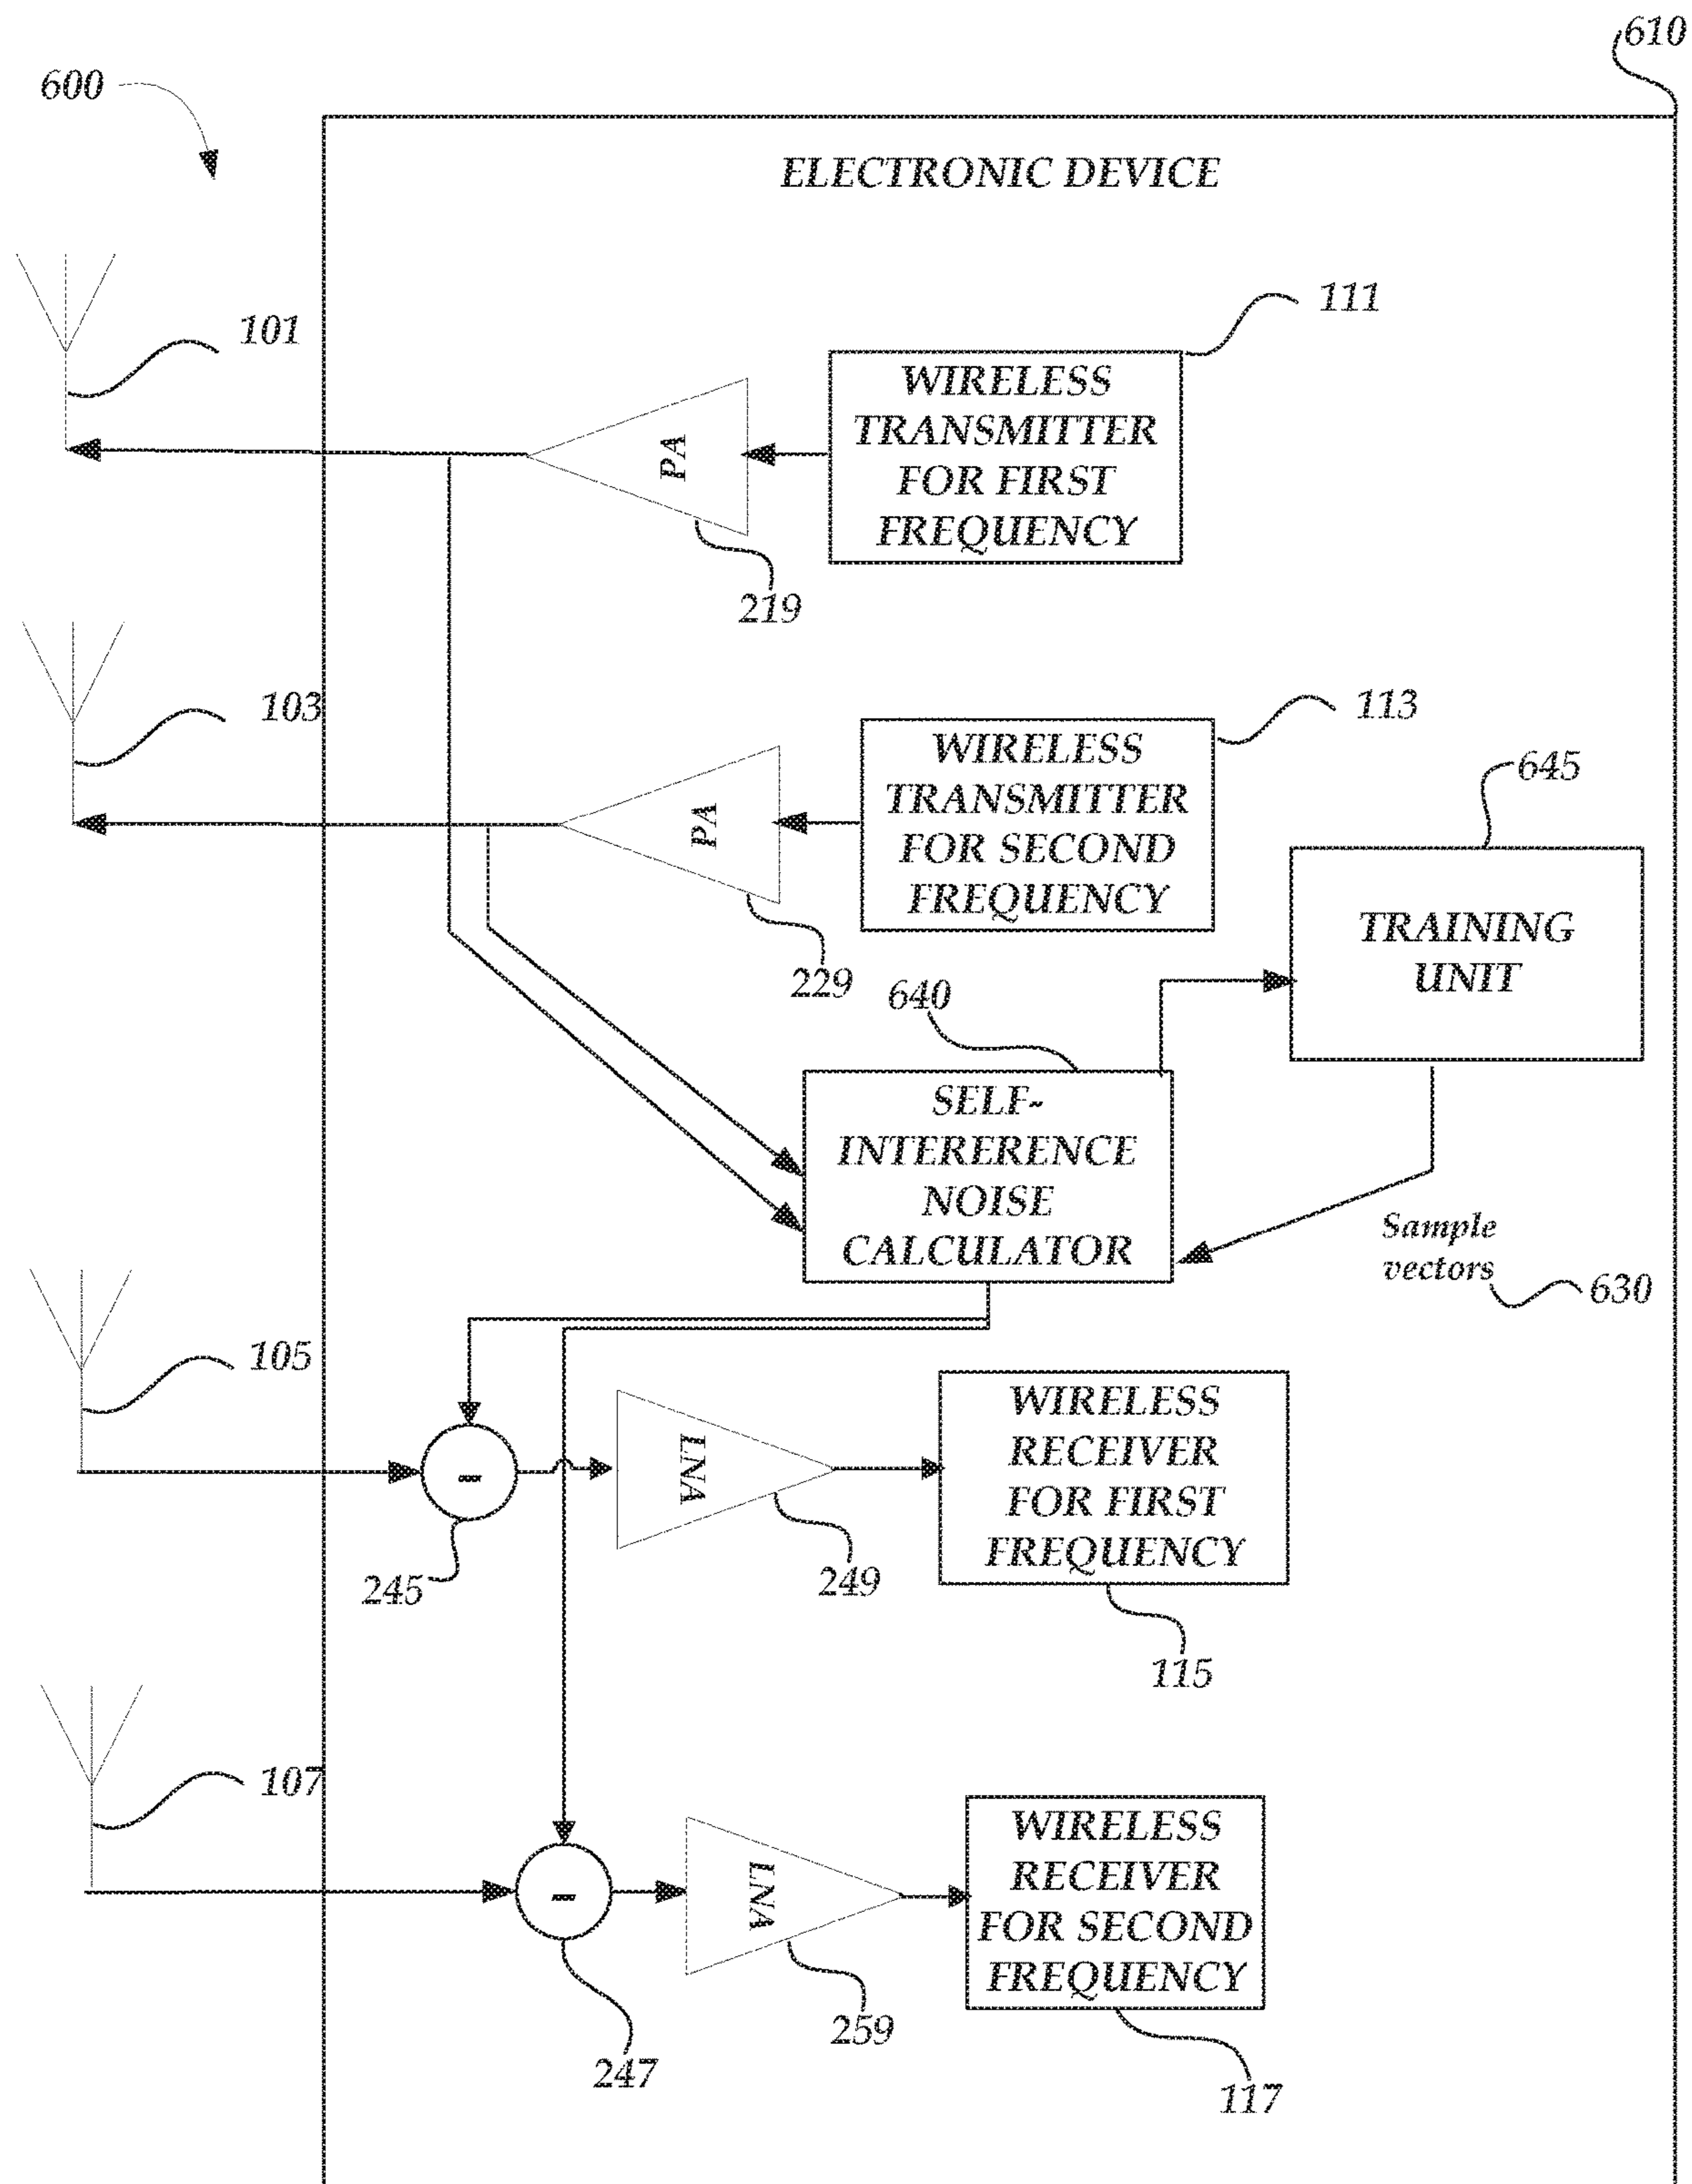 610
600
ELECTRONIC DEVICE
111
101
WIRELESS
TRANSMITTER
FOR FIRST
FREQUENCY
PA
219
103
113
WIRELESS
TRANSMITTER
FOR SECOND
FREQUENCY
PA
229
645
TRAINING
UNIT
640
SELF-
INTERERENCE
NOISE
CALCULATOR
Sample
vectors
630
105
-
LNA
WIRELESS
RECEIVER
FOR FIRST
FREQUENCY
245
249
115
107
-
LNA
WIRELESS
RECEIVER
FOR SECOND
FREQUENCY
247
259
117